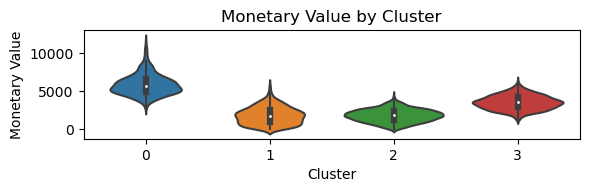 Monetary Value by Cluster
Monetary Value
10000
5000
0
0 1 2 3
Cluster